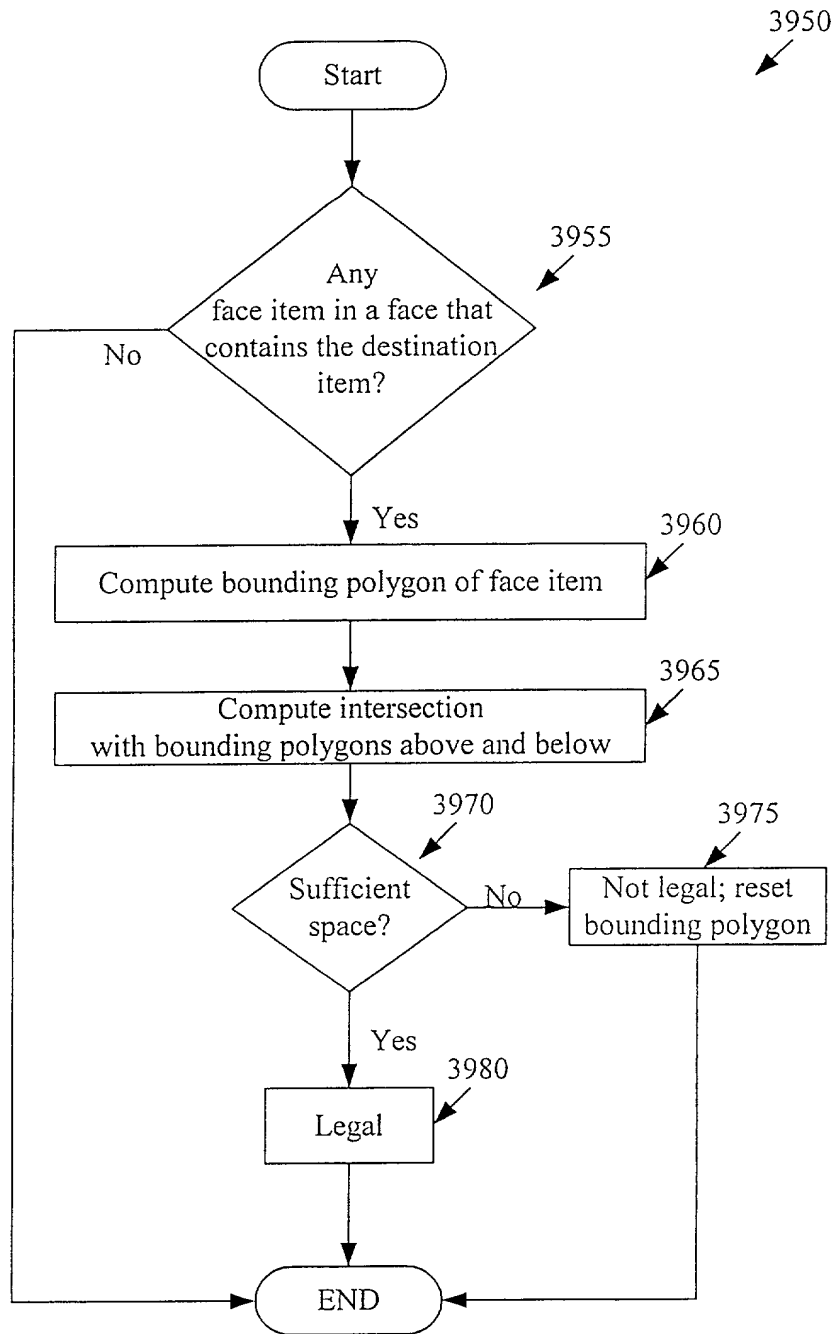 3950
Start
3955
Any
face item in a face that
contains the destination
item?
No
Yes
3960
Compute bounding polygon of face item
3965
Compute intersection
with bounding polygons above and below
3970
3975
Sufficient
space?
No
Not legal; reset
bounding polygon
Yes
3980
Legal
END